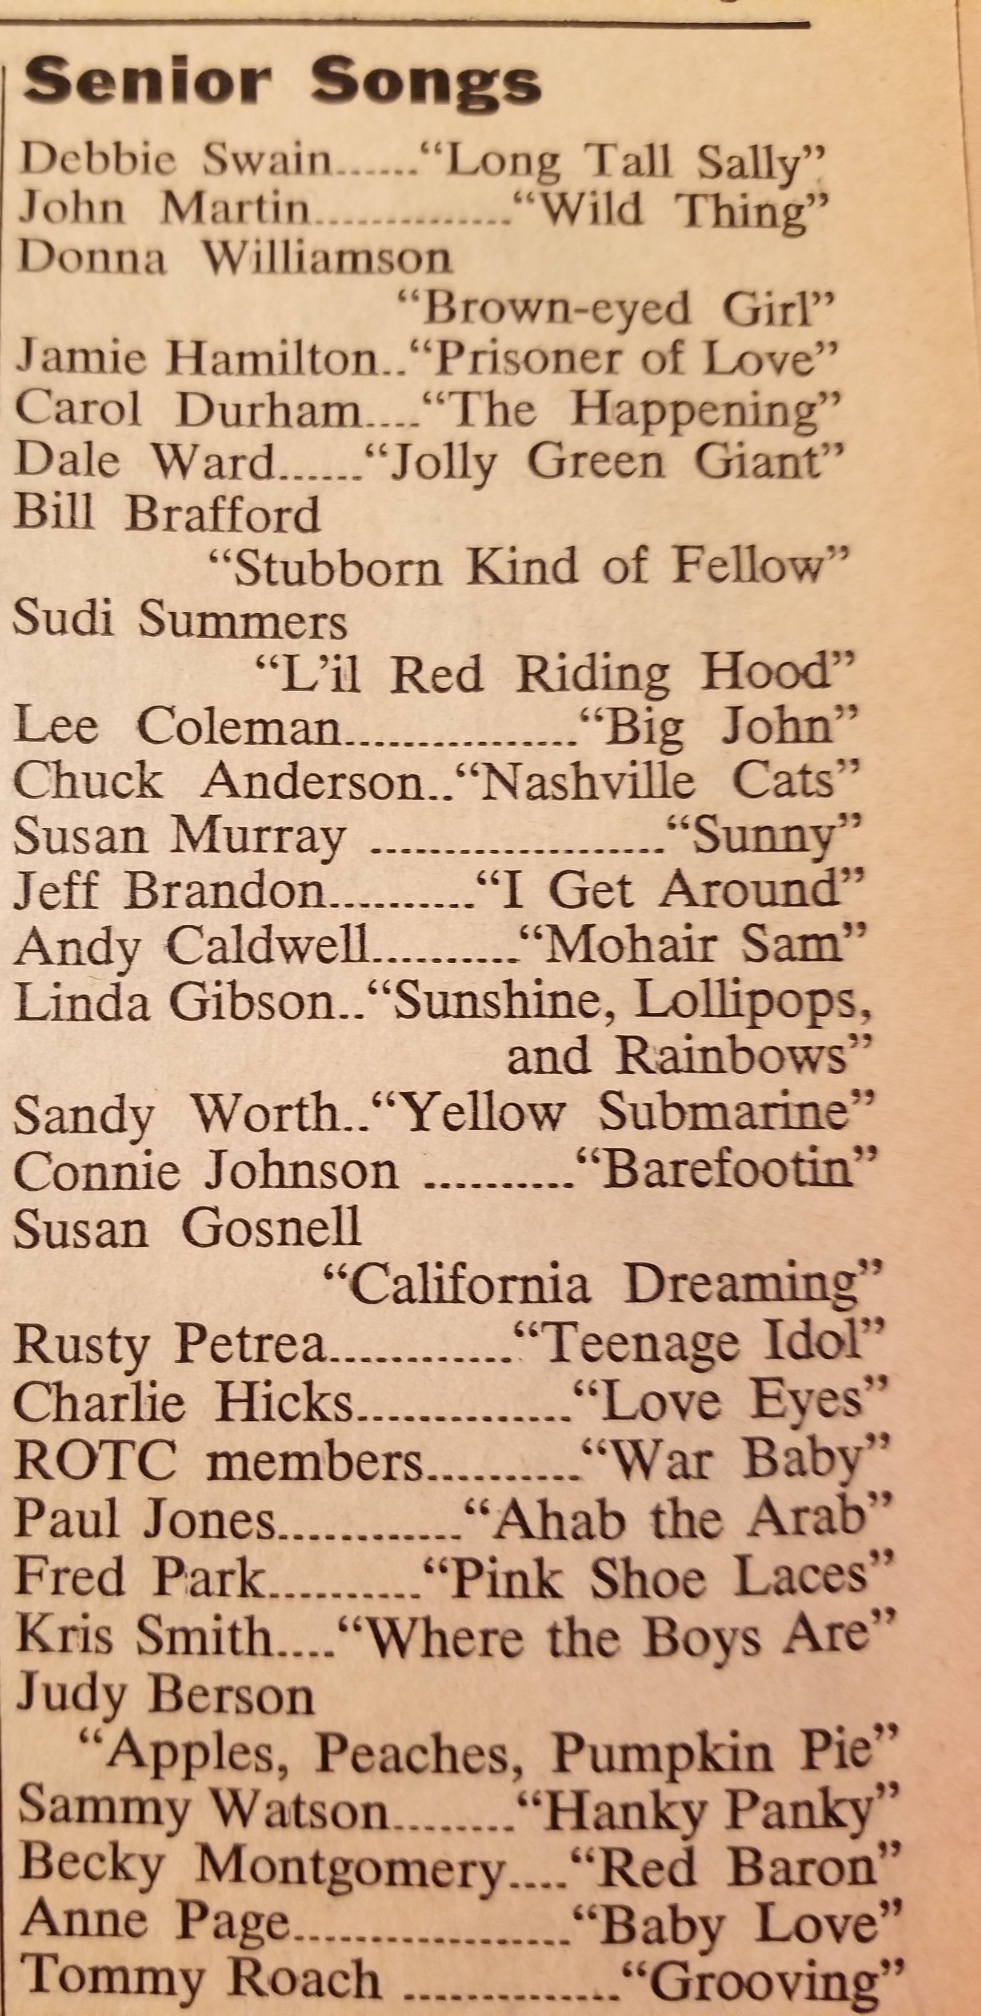 Senior Songs
Debbie Swain......“Long Tall Sally”
John Martin..............“Wild Thing”
Donna Williamson
“Brown-eyed Girl”
Jamie Hamilton..“Prisoner of Love”
Carol Durham....“The Happening”
Dale Ward......“Jolly Green Giant”
Bill Brafford
“Stubborn Kind of Fellow”
Sudi Summers
“L’il Red Riding Hood”
Lee Coleman................“Big John”
Chuck Anderson..“Nashville Cats”
Susan Murray ....................“Sunny”
Jeff Brandon..........“I Get Around”
Andy Caldwell..........“Mohair Sam”
Linda Gibson..“Sunshine, Lollipops,
and Rainbows”
Sandy Worth..“Yellow Submarine”
Connie Johnson ..........“Barefootin”
Susan Gosnell
“California Dreaming”
Rusty Petrea............“Teenage Idol”
Charlie Hicks..............“Love Eyes”
ROTC members..........“War Baby”
Paul Jones............“Ahab the Arab”
Fred Park..........“Pink Shoe Laces”
Kris Smith....“Where the Boys Are”
Judy Berson
“Apples, Peaches, Pumpkin Pie”
Sammy Watson........“Hanky Panky”
Becky Montgomery....“Red Baron”
Anne Page..................“Baby Love”
Tommy Roach ..............“Grooving”